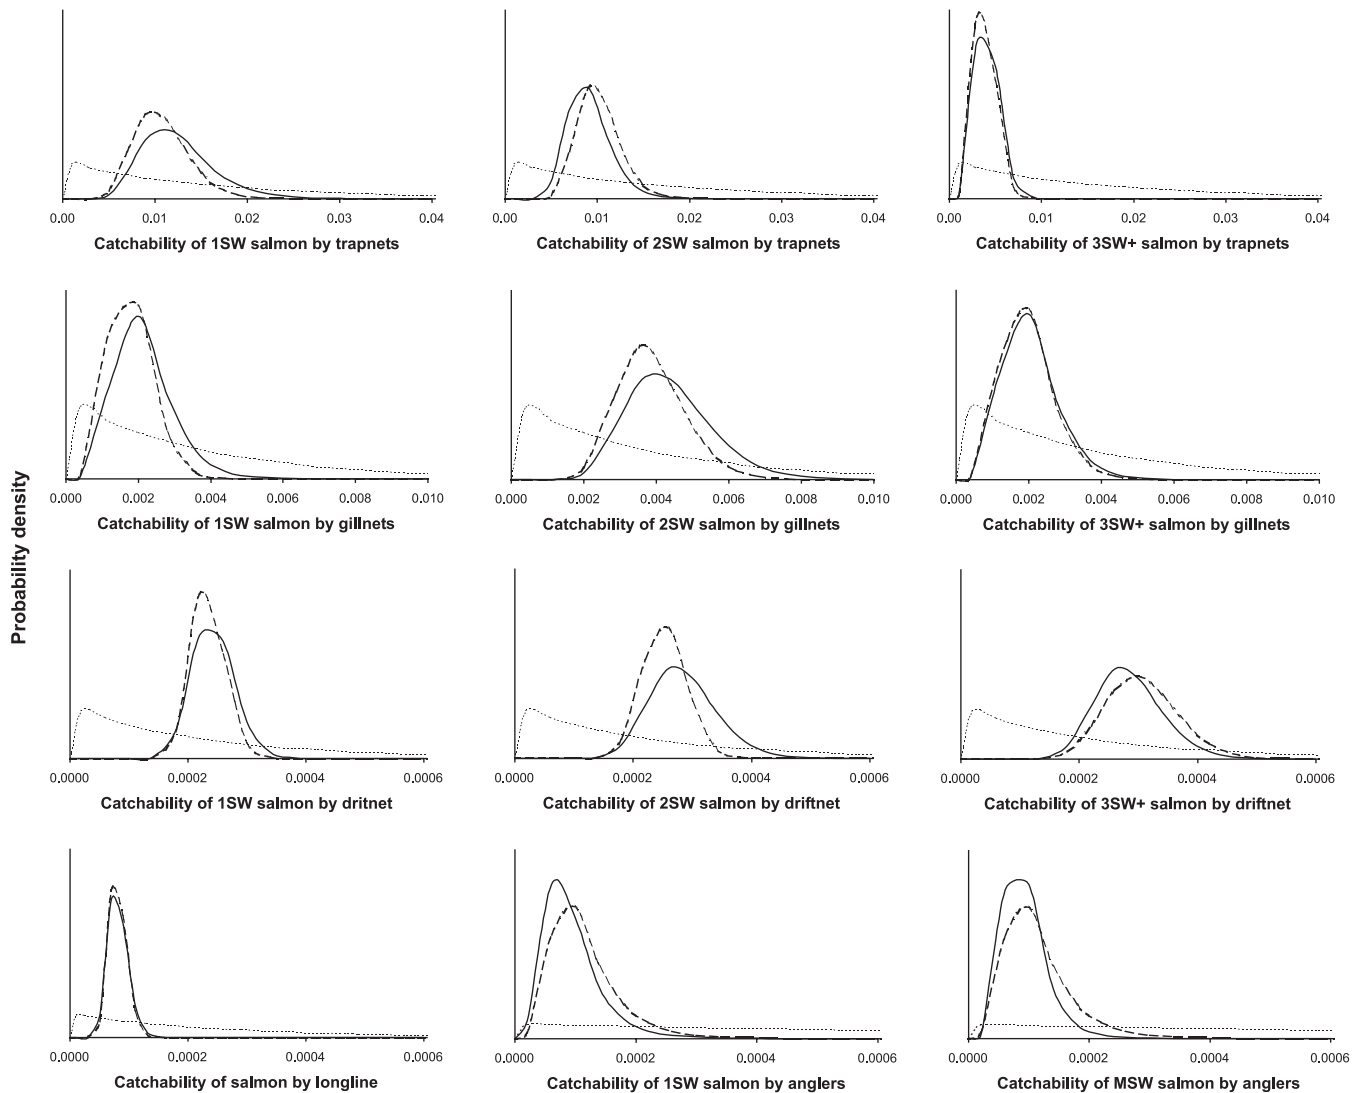 0.00 0.01 0.02 0.03 0.04 0.00 0.01 0.02 0.03 0.04 0.00 0.01 0.02 0.03 0.04
Catchability of 1SW salmon by trapnets Catchability of 2SW salmon by trapnets Catchability of 3SW+ salmon by trapnets
0.000 0.002 0.004 0.006 0.008 0.010 0.000 0.002 0.004 0.006 0.008 0.010 0.000 0.002 0.004 0.006 0.008 0.010
Catchability of 1SW salmon by gillnets Catchability of 2SW salmon by gillnets Catchability of 3SW+ salmon by gillnets
Probability density
0.0000 0.0002 0.0004 0.0006 0.0000 0.0002 0.0004 0.0006 0.0000 0.0002 0.0004 0.0006
Catchability of 1SW salmon by dritnet Catchability of 2SW salmon by driftnet Catchability of 3SW+ salmon by driftnet
0.0000 0.0002 0.0004 0.0006 0.0000 0.0002 0.0004 0.0006 0.0000 0.0002 0.0004 0.0006
Catchability of salmon by longline Catchability of 1SW salmon by anglers Catchability of MSW salmon by anglers